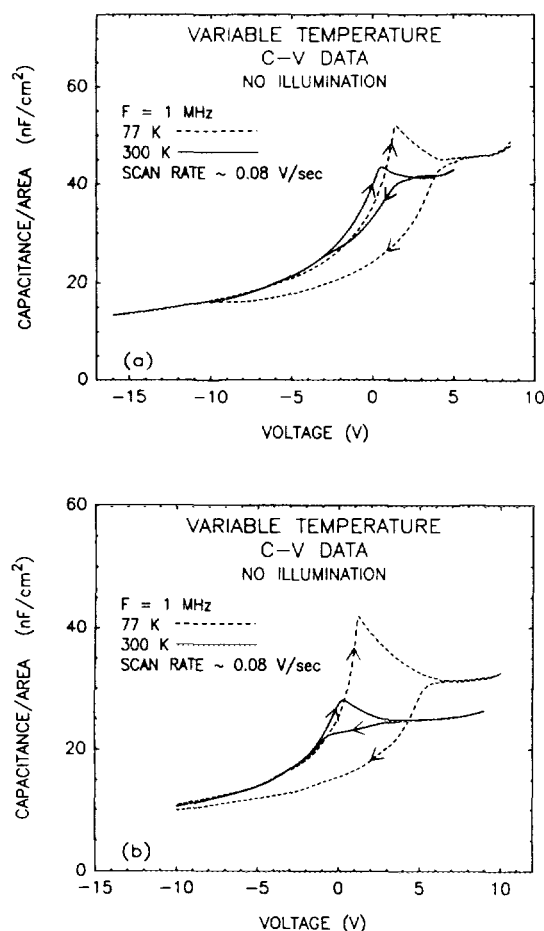 VARIABLE TEMPERATURE
C-V DATA
NO ILLUMINATION
F = 1 MHz
77 K
300 K
SCAN RATE ~ 0.08 V/sec
CAPACITANCE/AREA (nF/cm²)
60
40
20
0
(a)
-15 -10 -5 0 5 10
VOLTAGE (V)
VARIABLE TEMPERATURE
C-V DATA
NO ILLUMINATION
F = 1 MHz
77 K
300 K
SCAN RATE ~ 0.08 V/sec
CAPACITANCE/AREA (nF/cm²)
60
40
20
0
(b)
-15 -10 -5 0 5 10
VOLTAGE (V)